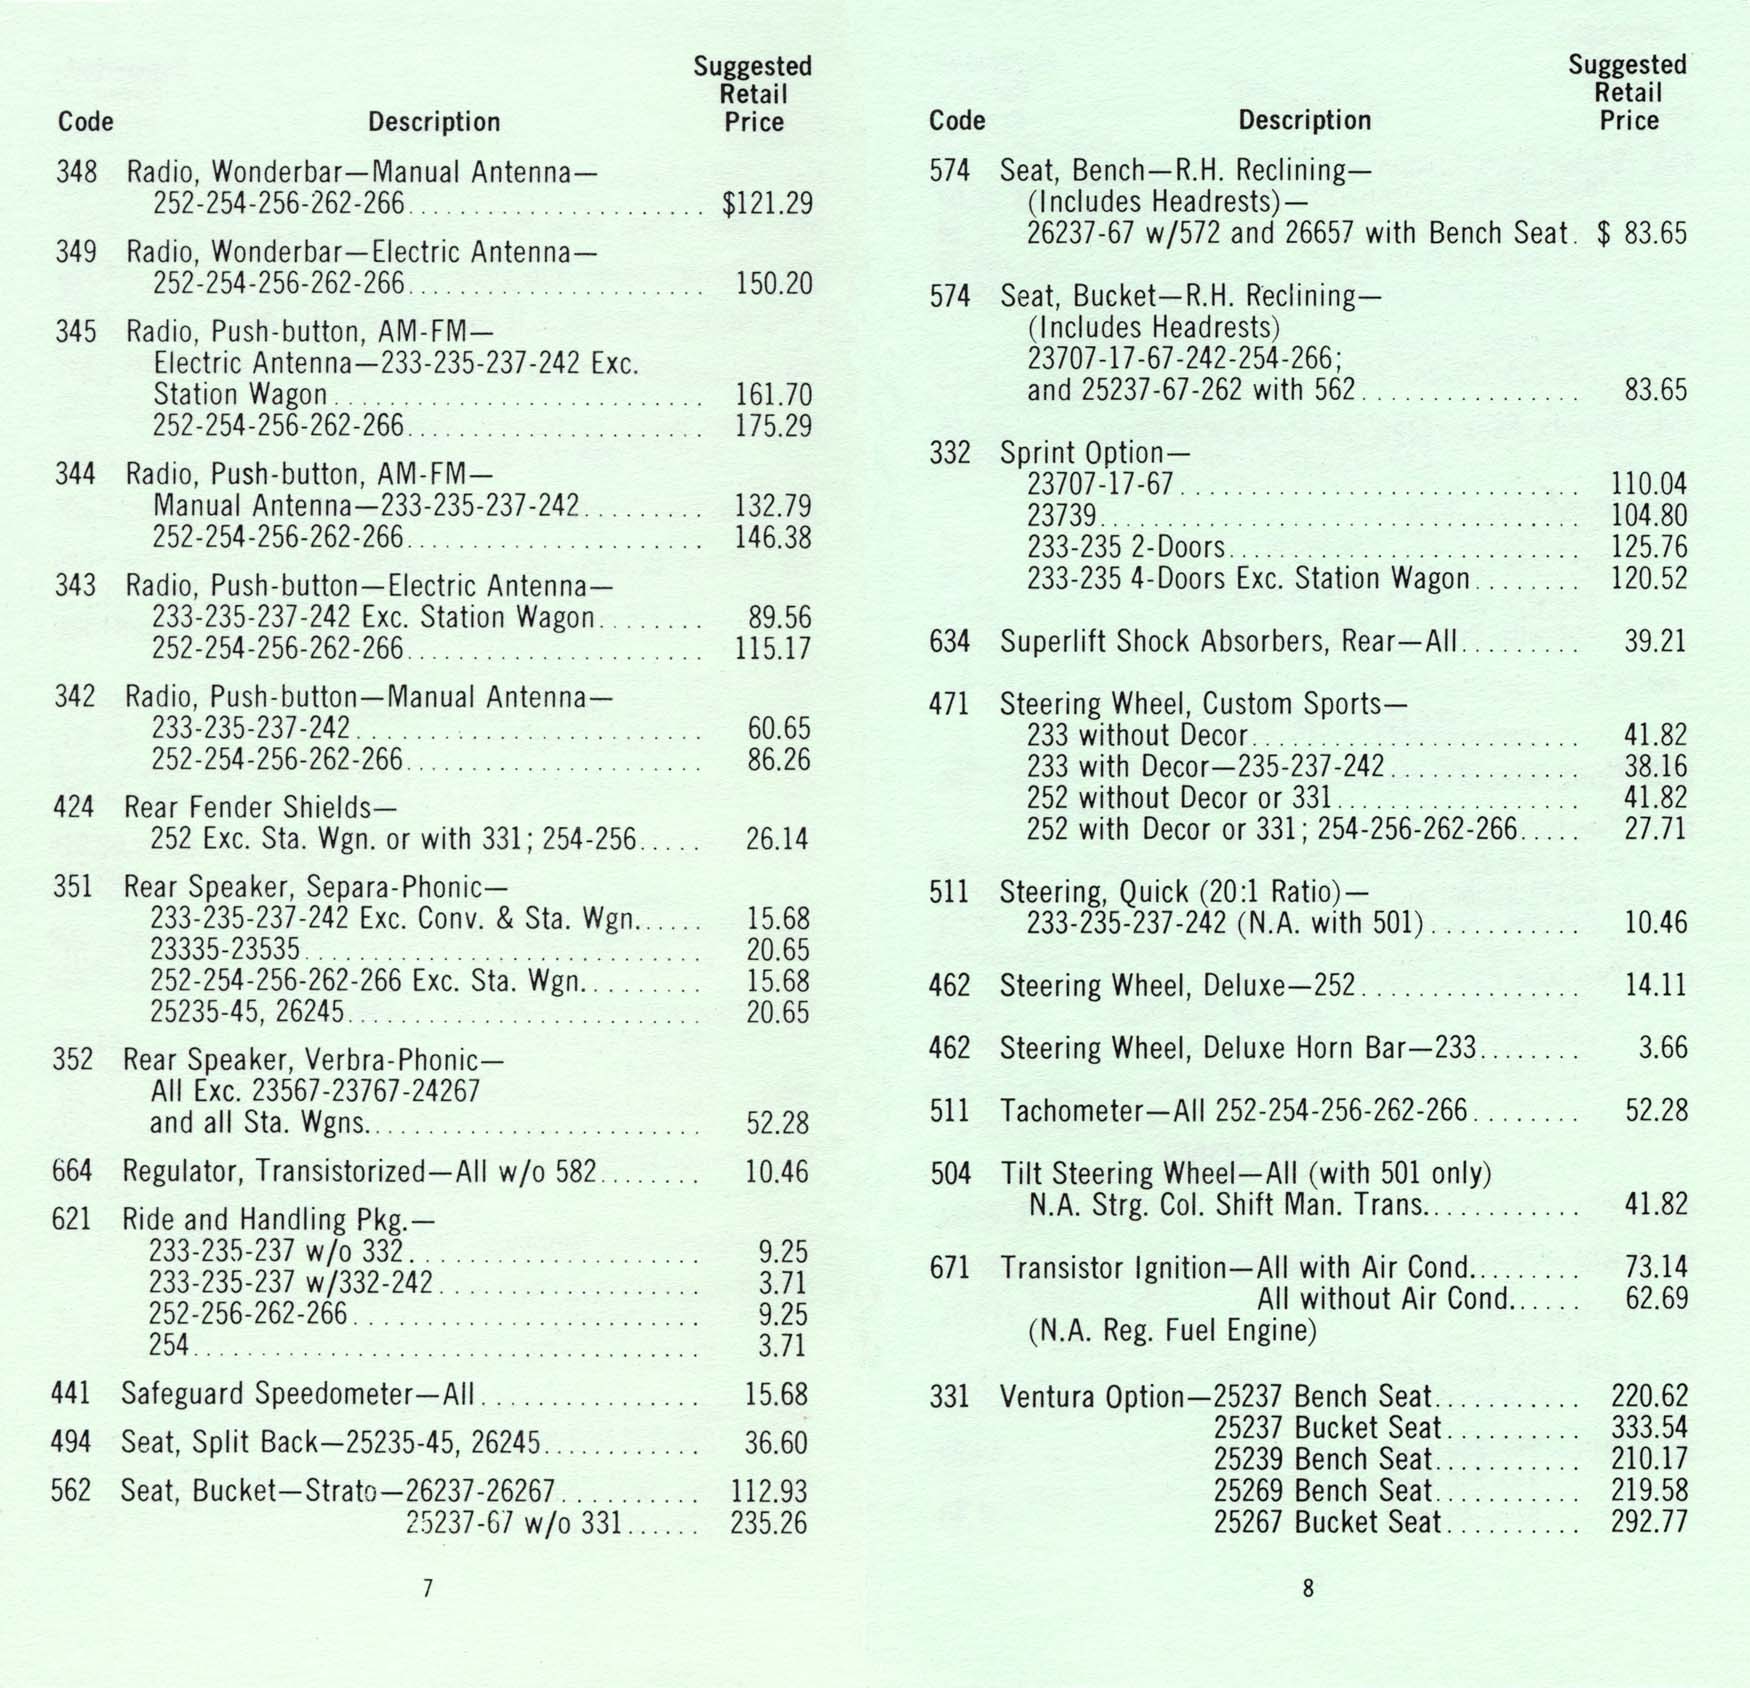 Suggested
Retail
Code Description Price
348 Radio, Wonderbar—Manual Antenna—
252-254-256-262-266 $121.29
349 Radio, Wonderbar—Electric Antenna—
252-254-256-262-266 150.20
345 Radio, Push-button, AM-FM—
Electric Antenna—233-235-237-242 Exc.
Station Wagon 161.70
252-254-256-262-266 175.29
344 Radio, Push-button, AM-FM—
Manual Antenna—233-235-237-242 132.79
252-254-256-262-266 146.38
343 Radio, Push-button—Electric Antenna—
233-235-237-242 Exc. Station Wagon 89.56
252-254-256-262-266 115.17
342 Radio, Push-button—Manual Antenna—
233-235-237-242 60.65
252-254-256-262-266 86.26
424 Rear Fender Shields—
252 Exc. Sta. Wgn. or with 331; 254-256 26.14
351 Rear Speaker, Separa-Phonic—
233-235-237-242 Exc. Conv. & Sta. Wgn. 15.68
23335-23535 20.65
252-254-256-262-266 Exc. Sta. Wgn. 15.68
25235-45, 26245 20.65
352 Rear Speaker, Verbra-Phonic—
All Exc. 23567-23767-24267
and all Sta. Wgns. 52.28
664 Regulator, Transistorized—All w/o 582 10.46
621 Ride and Handling Pkg.—
233-235-237 w/o 332 9.25
233-235-237 w/332-242 3.71
252-256-262-266 9.25
254 3.71
441 Safeguard Speedometer—All 15.68
494 Seat, Split Back—25235-45, 26245 36.60
562 Seat, Bucket—Strato—26237-26267 112.93
25237-67 w/o 331 235.26
7
Suggested
Retail
Code Description Price
574 Seat, Bench—R.H. Reclining—
(Includes Headrests)—
26237-67 w/572 and 26657 with Bench Seat. $ 83.65
574 Seat, Bucket—R.H. Reclining—
(Includes Headrests)
23707-17-67-242-254-266;
and 25237-67-262 with 562 83.65
332 Sprint Option—
23707-17-67 110.04
23739 104.80
233-235 2-Doors 125.76
233-235 4-Doors Exc. Station Wagon 120.52
634 Superlift Shock Absorbers, Rear—All 39.21
471 Steering Wheel, Custom Sports—
233 without Decor 41.82
233 with Decor—235-237-242 38.16
252 without Decor or 331 41.82
252 with Decor or 331; 254-256-262-266 27.71
511 Steering, Quick (20:1 Ratio)—
233-235-237-242 (N.A. with 501) 10.46
462 Steering Wheel, Deluxe—252 14.11
462 Steering Wheel, Deluxe Horn Bar—233 3.66
511 Tachometer—All 252-254-256-262-266 52.28
504 Tilt Steering Wheel—All (with 501 only)
N.A. Strg. Col. Shift Man. Trans. 41.82
671 Transistor Ignition—All with Air Cond. 73.14
All without Air Cond. 62.69
(N.A. Reg. Fuel Engine)
331 Ventura Option—25237 Bench Seat 220.62
25237 Bucket Seat 333.54
25239 Bench Seat 210.17
25269 Bench Seat 219.58
25267 Bucket Seat 292.77
8